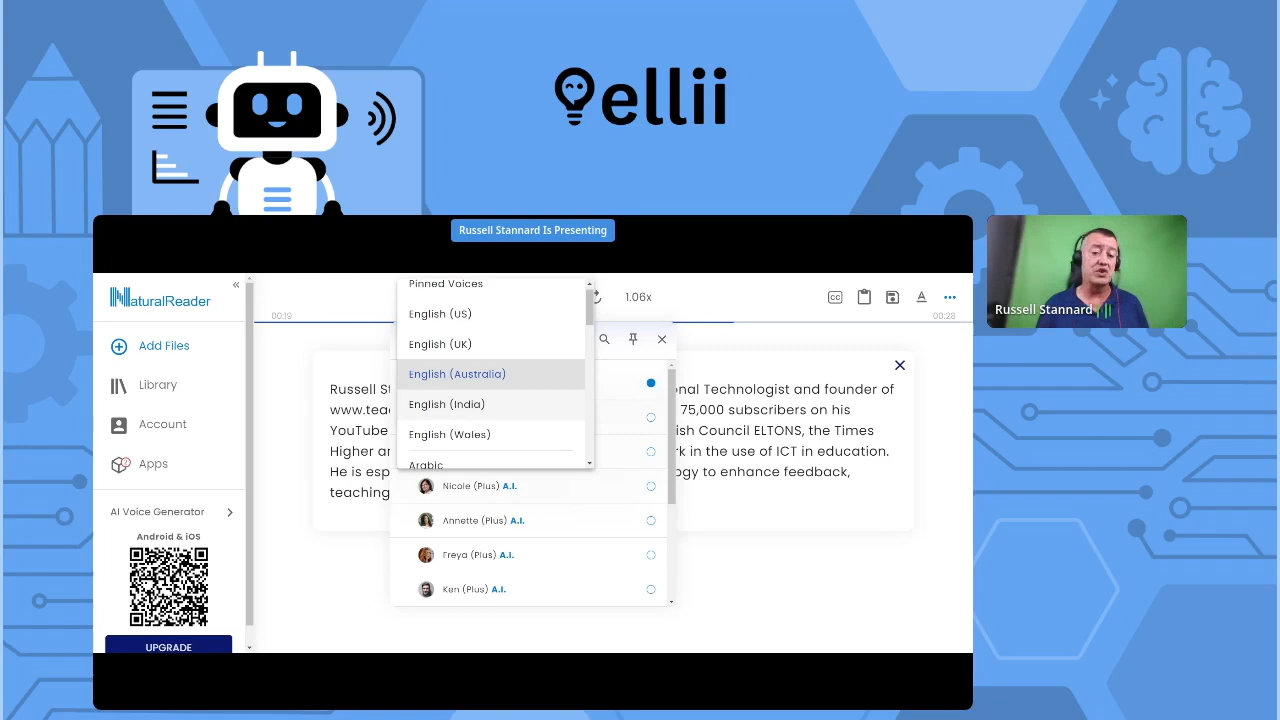 ellii
Russell Stannard Is Presenting
NaturalReader
Add Files
Library
Account
Apps
AI Voice Generator
Android & iOS
UPGRADE
00:19
1.06x
CC
A
00:28
Pinned Voices
English (US)
English (UK)
English (Australia)
English (India)
English (Wales)
Arabic
Nicole (Plus) A.I.
Annette (Plus) A.I.
Freya (Plus) A.I.
Ken (Plus) A.I.
Russell St
onal Technologist and founder of
www.tea
75,000 subscribers on his
YouTube
ish Council ELTONS, the Times
Higher ar
rk in the use of ICT in education.
He is esp
ogy to enhance feedback,
teaching
Russell Stannard